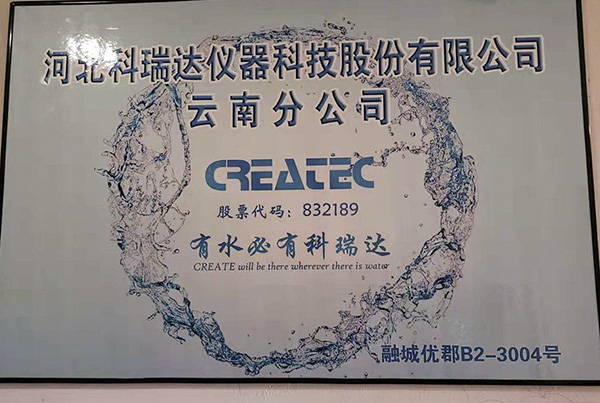 河北科瑞达仪器科技股份有限公司
云南分公司
CREATEC
股票代码：832189
有水必有科瑞达
CREATE will be there wherever there is water
融城优郡B2-3004号